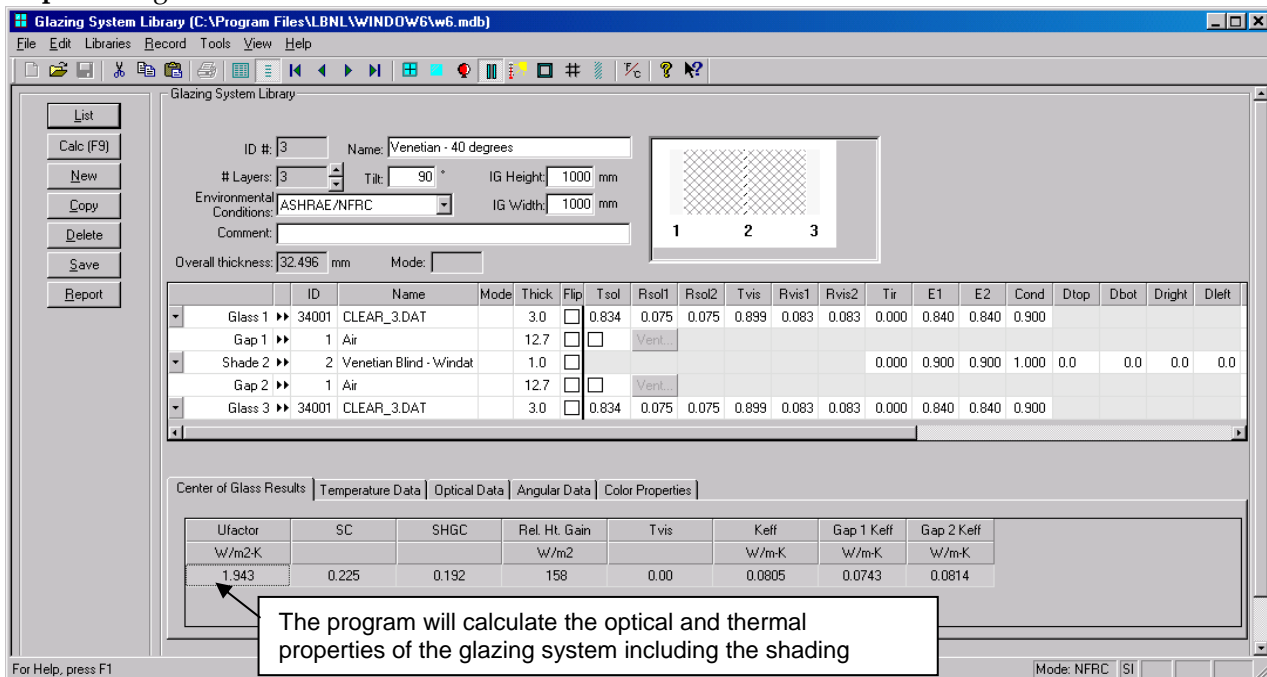 Glazing System Library (C:\Program Files\LBNL\WINDOW6\w6.mdb)
File Edit Libraries Record Tools View Help
Glazing System Library
List
Calc (F9)
New
Copy
Delete
Save
Report
ID #: 3 Name: Venetian - 40 degrees
# Layers: 3 Tilt: 90 ° IG Height: 1000 mm
Environmental Conditions: ASHRAE/NFRC IG Width: 1000 mm
Comment:
Overall thickness: 32.496 mm Mode:
1 2 3
ID Name Mode Thick Flip Tsol Rsol1 Rsol2 Tvis Rvis1 Rvis2 Tir E1 E2 Cond Dtop Dbot Dright Dleft
Glass 1 ▸▸ 34001 CLEAR_3.DAT 3.0 0.834 0.075 0.075 0.899 0.083 0.083 0.000 0.840 0.840 0.900
Gap 1 ▸▸ 1 Air 12.7 Vent...
Shade 2 ▸▸ 2 Venetian Blind - Windat 1.0 0.000 0.900 0.900 1.000 0.0 0.0 0.0 0.0
Gap 2 ▸▸ 1 Air 12.7 Vent...
Glass 3 ▸▸ 34001 CLEAR_3.DAT 3.0 0.834 0.075 0.075 0.899 0.083 0.083 0.000 0.840 0.840 0.900
Center of Glass Results Temperature Data Optical Data Angular Data Color Properties
Ufactor SC SHGC Rel. Ht. Gain Tvis Keff Gap 1 Keff Gap 2 Keff
W/m2-K W/m2 W/m-K W/m-K W/m-K
1.943 0.225 0.192 158 0.00 0.0805 0.0743 0.0814
The program will calculate the optical and thermal
properties of the glazing system including the shading
For Help, press F1 Mode: NFRC SI